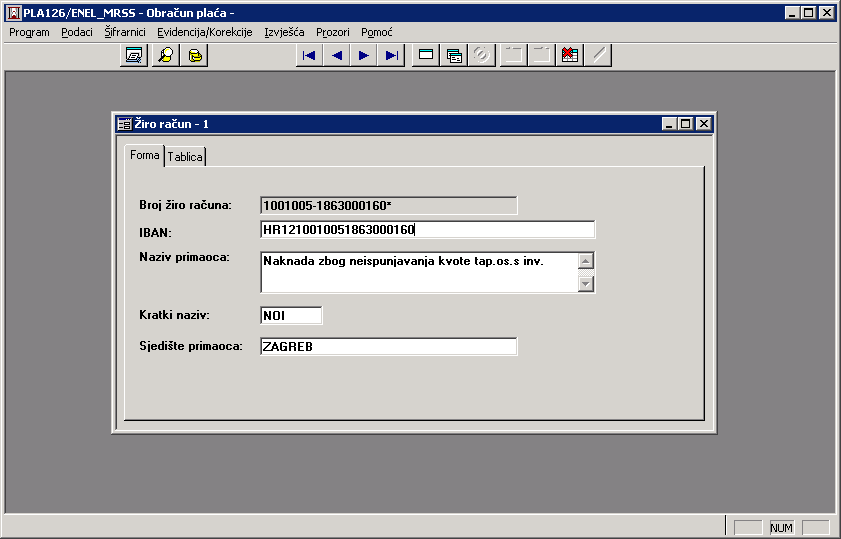 PLA126/ENEL_MRSS - Obračun plaća -
Program Podaci Šifrarnici Evidencija/Korekcije Izvješća Prozori Pomoć
Žiro račun - 1
Forma Tablica
Broj žiro računa: 1001005-1863000160*
IBAN: HR1210010051863000160
Naziv primaoca: Naknada zbog neispunjavanja kvote tap.os.s inv.
Kratki naziv: NOI
Sjedište primaoca: ZAGREB
NUM